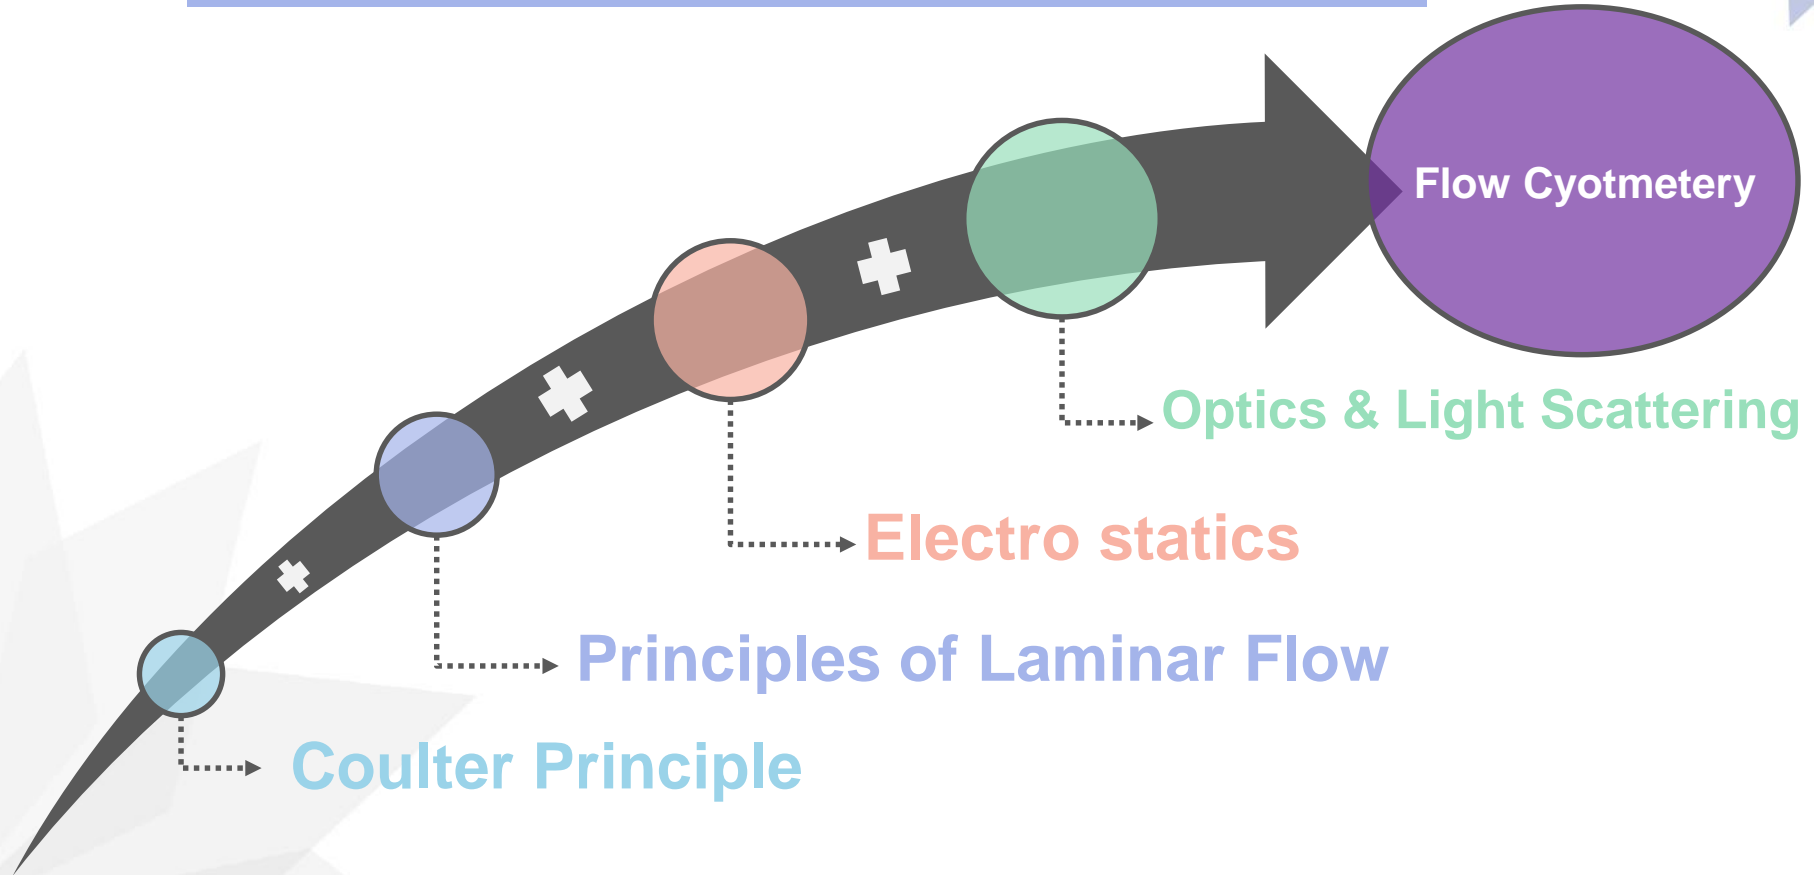 Flow Cyotmetery
Optics & Light Scattering
Electro statics
Principles of Laminar Flow
Coulter Principle